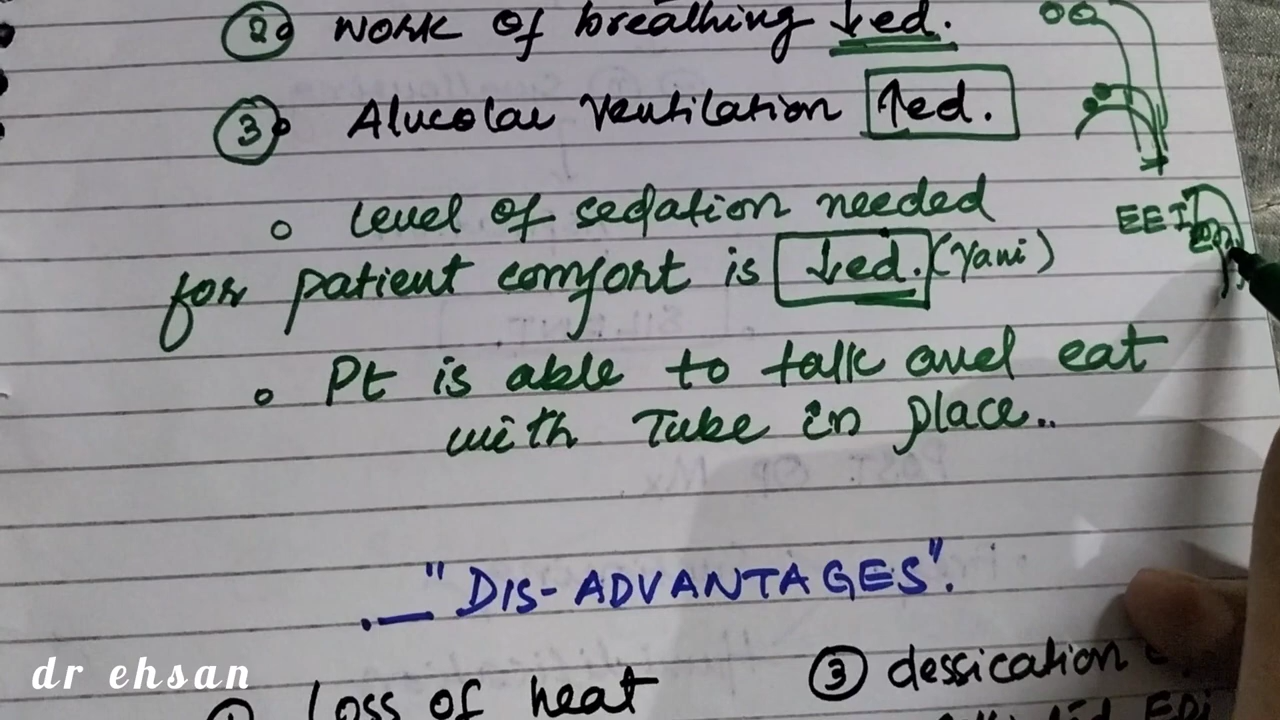 2 work of breathing ↓ed.
3 Alucolar Ventilation ↑ed.
○ level of sedation needed
for patient comfort is ↓ed. (Yani)
○ Pt is able to talk and eat
with Tube in place..
"DIS-ADVANTAGES".
1 Loss of heat
3 dessication
dr ehsan